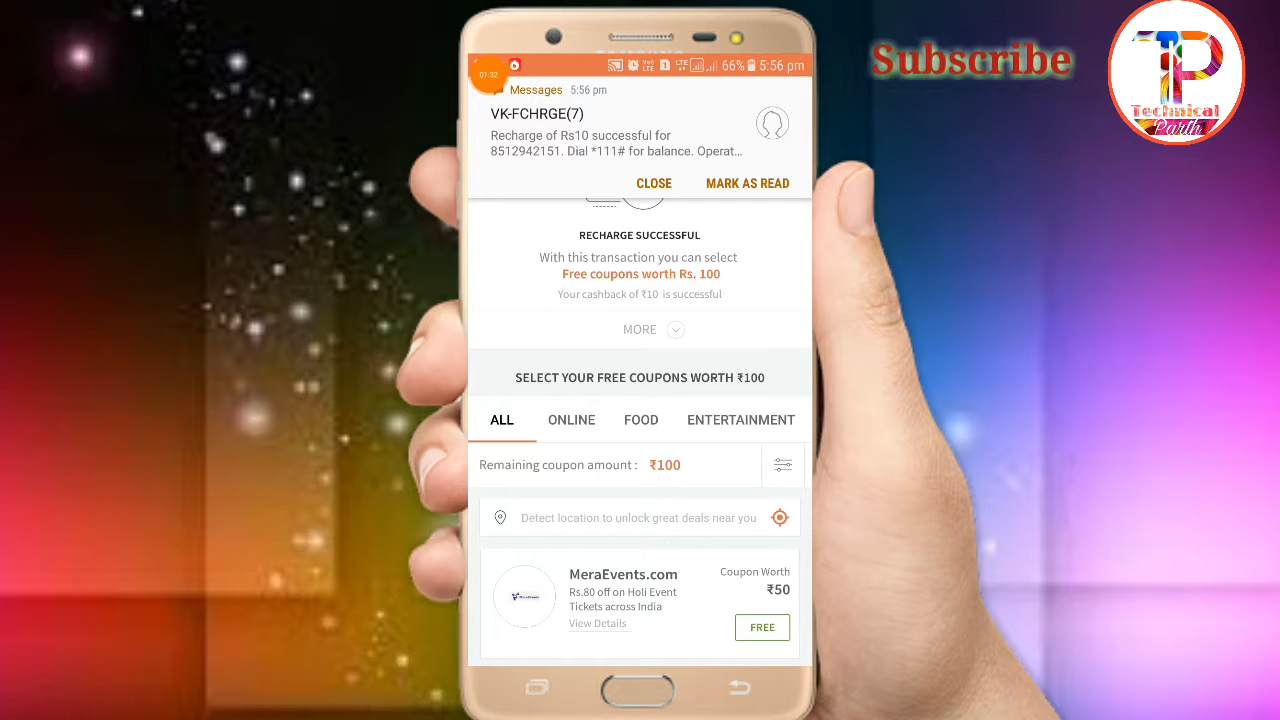 Subscribe
Technical
Parth
01:32
LTE
66% 5:56 pm
Messages 5:56 pm
VK-FCHRGE(7)
Recharge of Rs10 successful for
8512942151. Dial *111# for balance. Operat...
CLOSE MARK AS READ
RECHARGE SUCCESSFUL
With this transaction you can select
Free coupons worth Rs. 100
Your cashback of ₹10 is successful
MORE
SELECT YOUR FREE COUPONS WORTH ₹100
ALL ONLINE FOOD ENTERTAINMENT
Remaining coupon amount : ₹100
Detect location to unlock great deals near you
MeraEvents.com
Rs.80 off on Holi Event
Tickets across India
View Details
Coupon Worth
₹50
FREE